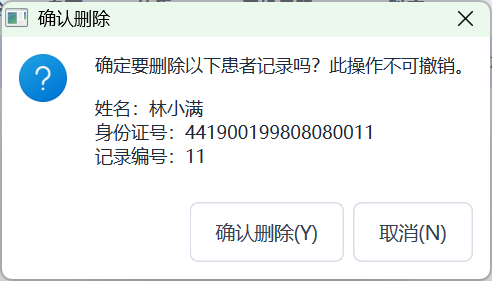 确认删除
确定要删除以下患者记录吗？此操作不可撤销。
姓名：林小满
身份证号：441900199808080011
记录编号：11
确认删除(Y)
取消(N)